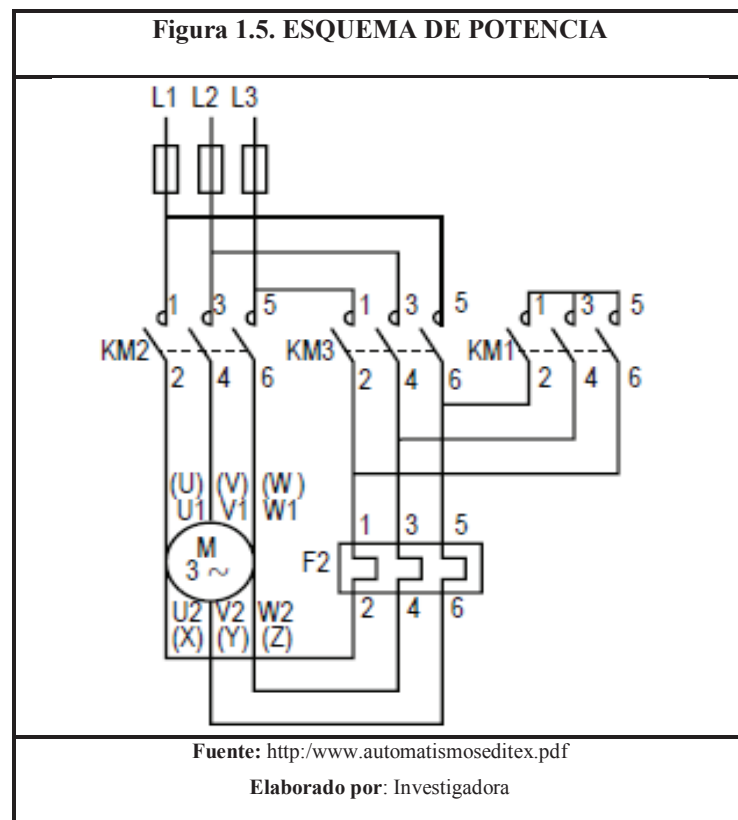 Figura 1.5. ESQUEMA DE POTENCIA
L1 L2 L3
1 3 5 1 3 5 1 3 5
KM2 KM3 KM1
2 4 6 2 4 6 2 4 6
(U) (V) (W)
U1 V1 W1
1 3 5
M
3 ~
F2
U2 V2 W2
2 4 6
(X) (Y) (Z)
Fuente: http:/www.automatismoseditex.pdf
Elaborado por: Investigadora